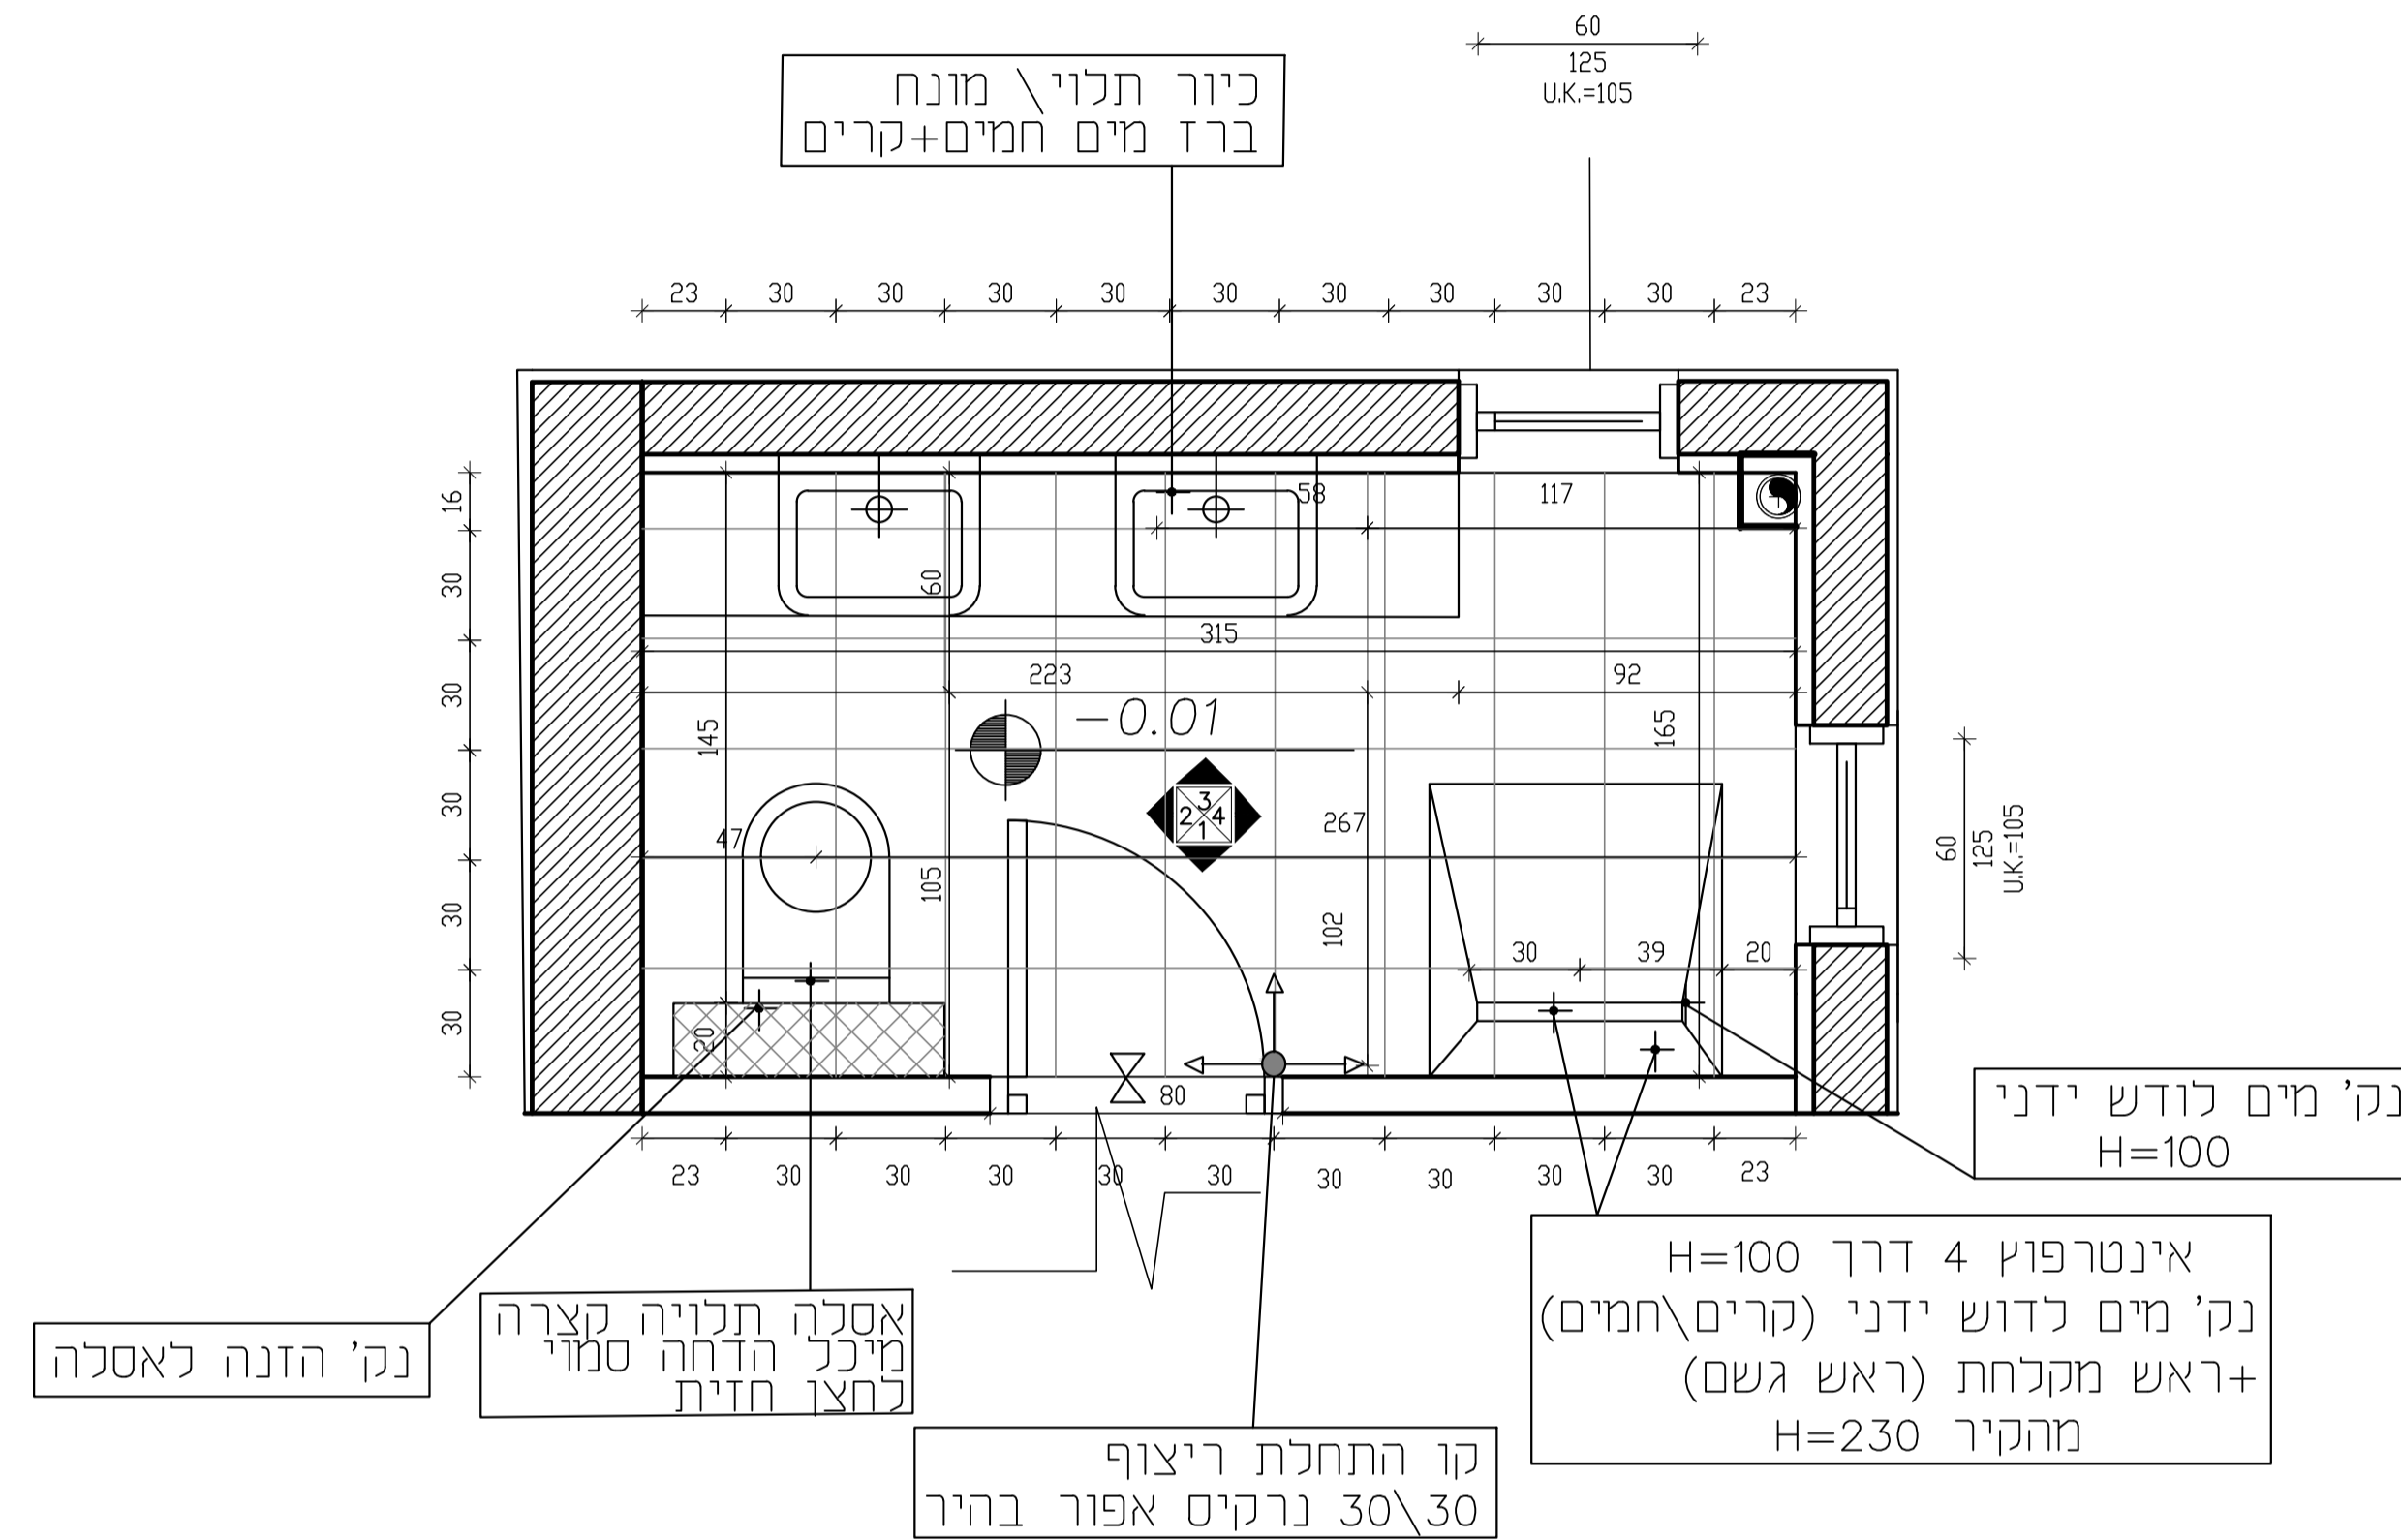 60
125
U.K.=105
כיור תלוי\ מונח
ברז מים חמים+קרים
23 30 30 30 30 30 30 30 30 30 23
16
30
30
30
30
30
58
117
60
315
223
92
-0.01
145
165
3
2 4
1
47
267
105
102
30 39 20
20
80
60
125
U.K.=105
23 30 30 30 30 30 30 30 30 30 23
נק' מים לודש ידני
H=100
אינטרפוץ 4 דרך H=100
נק' מים לדוש ידני (קרים\חמים)
+ראש מקלחת (ראש גשם)
מהקיר H=230
אסלה תלויה קצרה
מיכל הדחה סמוי
לחצן חזית
נק' הזנה לאסלה
קו התחלת ריצוף
30\30 נרקיס אפור בהיר